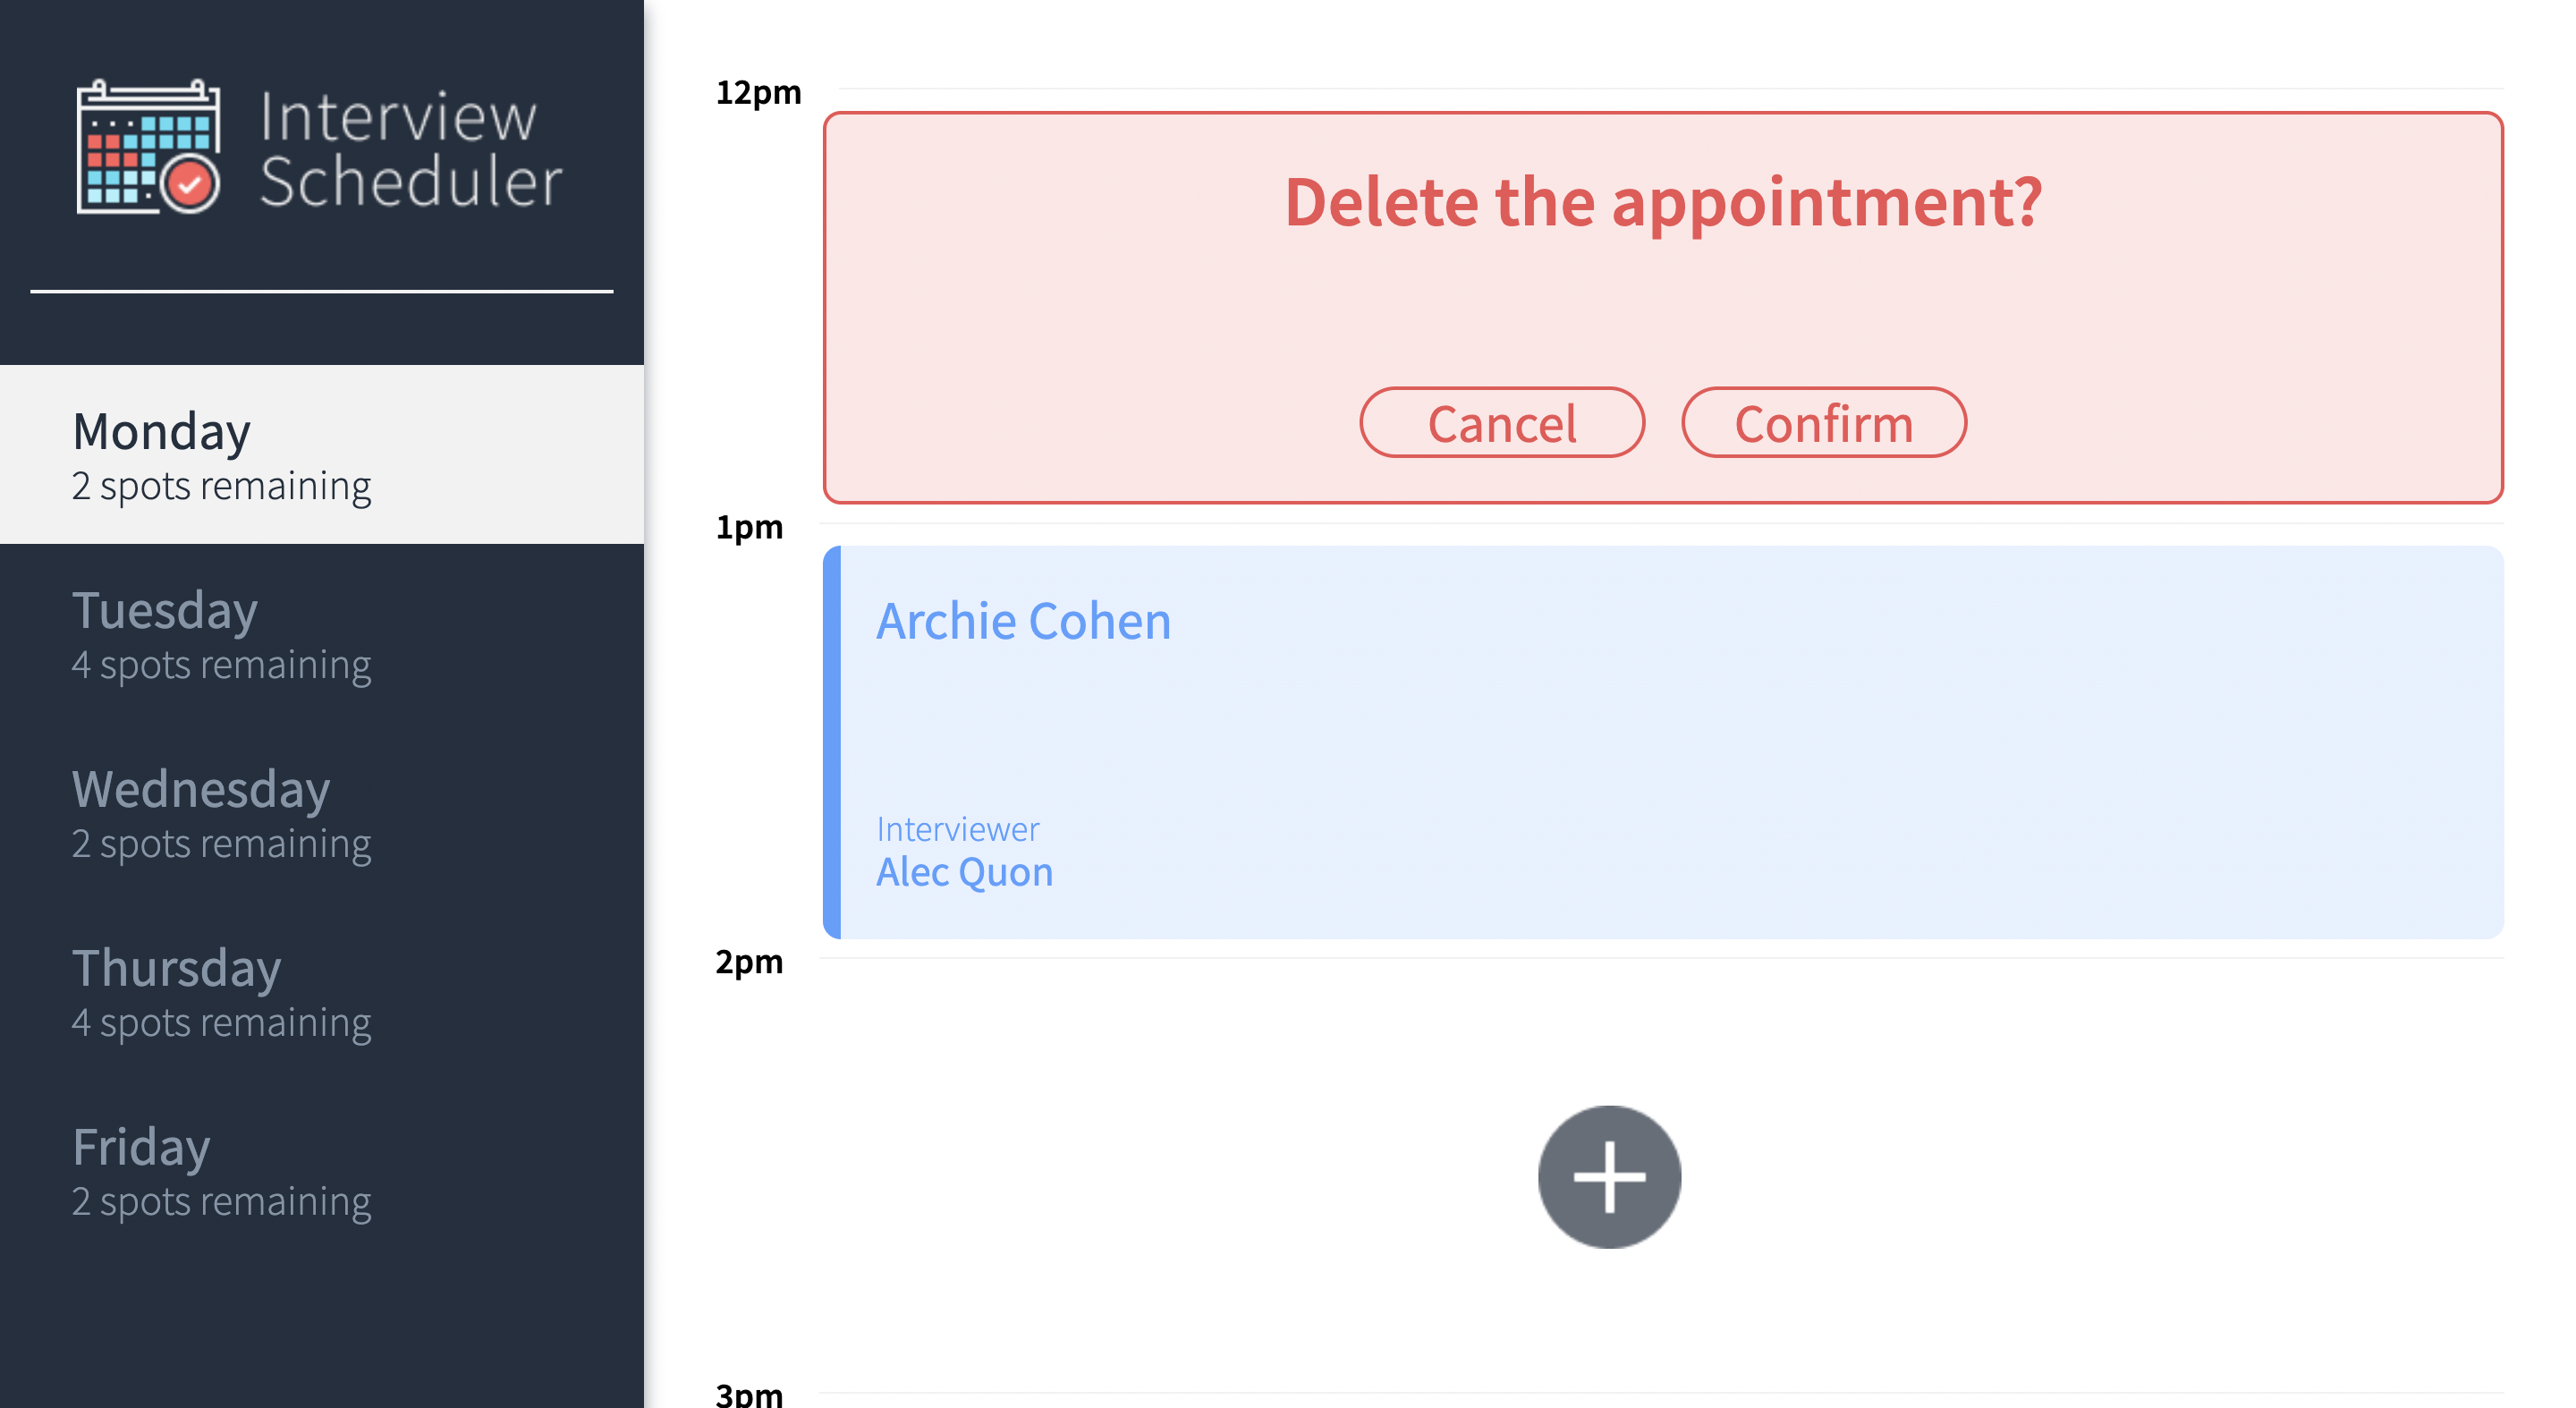 Interview
Scheduler
Monday
2 spots remaining
Tuesday
4 spots remaining
Wednesday
2 spots remaining
Thursday
4 spots remaining
Friday
2 spots remaining
12pm
Delete the appointment?
Cancel Confirm
1pm
Archie Cohen
Interviewer
Alec Quon
2pm
3pm